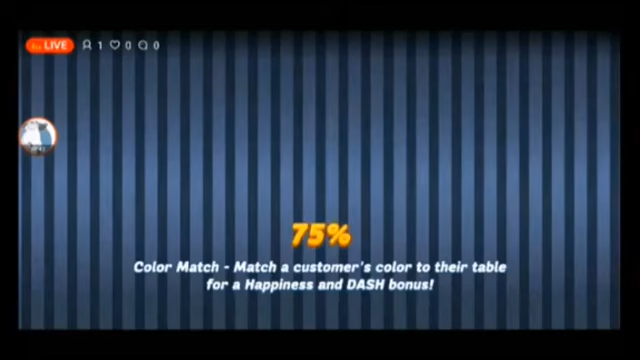 LIVE 1 0 0
75%
Color Match - Match a customer's color to their table
for a Happiness and DASH bonus!